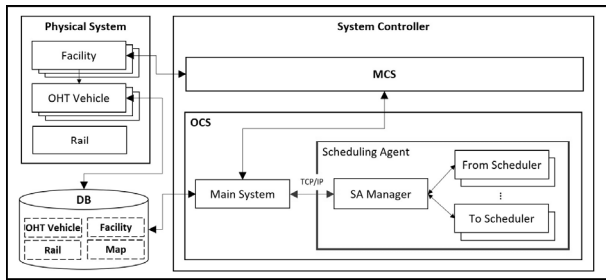 Physical System
Facility
OHT Vehicle
Rail
DB
OHT Vehicle
Facility
Rail
Map
System Controller
MCS
OCS
Main System
TCP/IP
Scheduling Agent
SA Manager
From Scheduler
⋮
To Scheduler